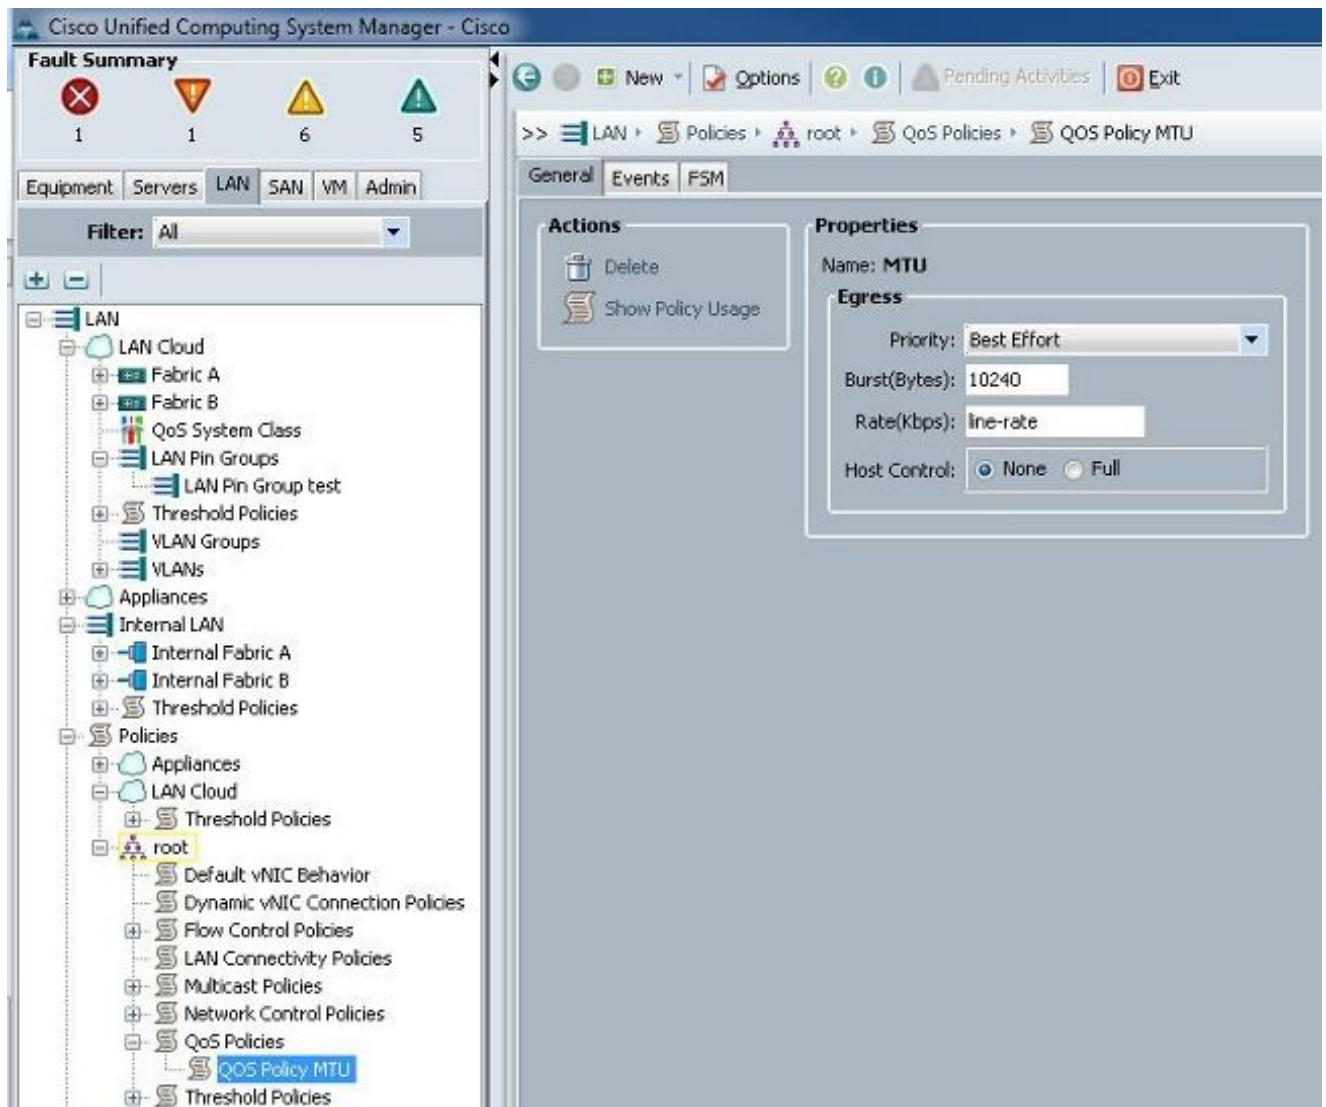 Cisco Unified Computing System Manager - Cisco
Fault Summary
1 1 6 5
Equipment Servers LAN SAN VM Admin
Filter: All
LAN
LAN Cloud
Fabric A
Fabric B
QoS System Class
LAN Pin Groups
LAN Pin Group test
Threshold Policies
VLAN Groups
VLANs
Appliances
Internal LAN
Internal Fabric A
Internal Fabric B
Threshold Policies
Policies
Appliances
LAN Cloud
Threshold Policies
root
Default vNIC Behavior
Dynamic vNIC Connection Policies
Flow Control Policies
LAN Connectivity Policies
Multicast Policies
Network Control Policies
QoS Policies
QOS Policy MTU
Threshold Policies
New Options Pending Activities Exit
>> LAN Policies root QoS Policies QOS Policy MTU
General Events FSM
Actions
Delete
Show Policy Usage
Properties
Name: MTU
Egress
Priority: Best Effort
Burst(Bytes): 10240
Rate(Kbps): line-rate
Host Control: None Full